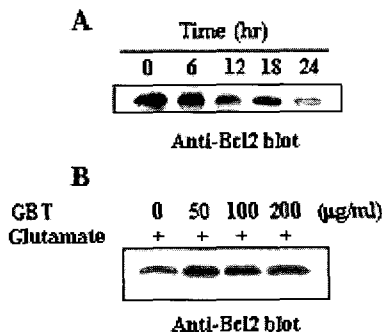 A
Time (hr)
0 6 12 18 24
Anti-Bcl2 blot
B
GBT 0 50 100 200 (µg/ml)
Glutamate + + + +
Anti-Bcl2 blot